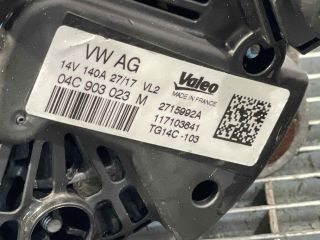 VW AG
14V 140A 27/17 VL2
04C 903 023 M
Valeo
MADE IN FRANCE
2715992A
117103641
TG14C -103